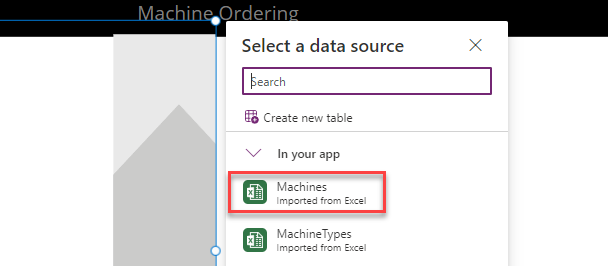 Machine Ordering
Select a data source
Search
Create new table
In your app
Machines
Imported from Excel
MachineTypes
Imported from Excel